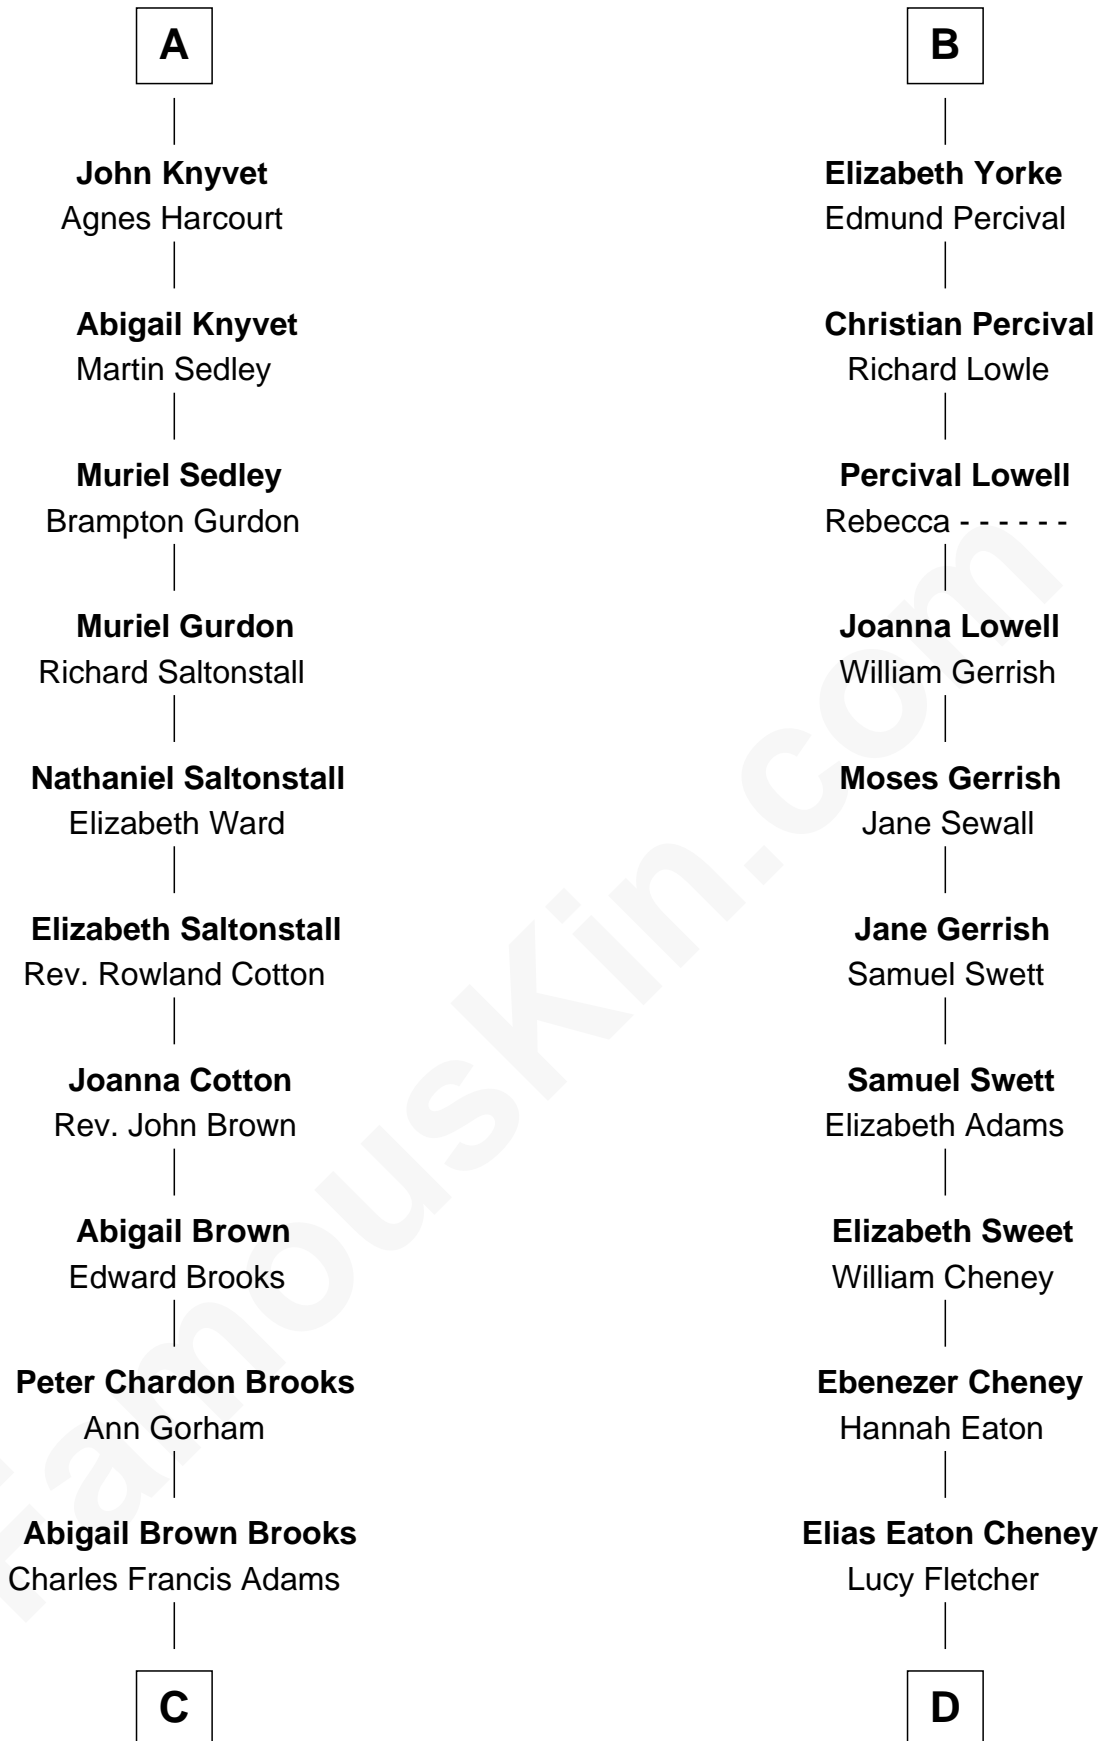 A
John Knyvet
Agnes Harcourt
Abigail Knyvet
Martin Sedley
Muriel Sedley
Brampton Gurdon
Muriel Gurdon
Richard Saltonstall
Nathaniel Saltonstall
Elizabeth Ward
Elizabeth Saltonstall
Rev. Rowland Cotton
Joanna Cotton
Rev. John Brown
Abigail Brown
Edward Brooks
Peter Chardon Brooks
Ann Gorham
Abigail Brown Brooks
Charles Francis Adams
C
B
Elizabeth Yorke
Edmund Percival
Christian Percival
Richard Lowle
Percival Lowell
Rebecca - - - - - -
Joanna Lowell
William Gerrish
Moses Gerrish
Jane Sewall
Jane Gerrish
Samuel Swett
Samuel Swett
Elizabeth Adams
Elizabeth Sweet
William Cheney
Ebenezer Cheney
Hannah Eaton
Elias Eaton Cheney
Lucy Fletcher
D
FamousKin.com